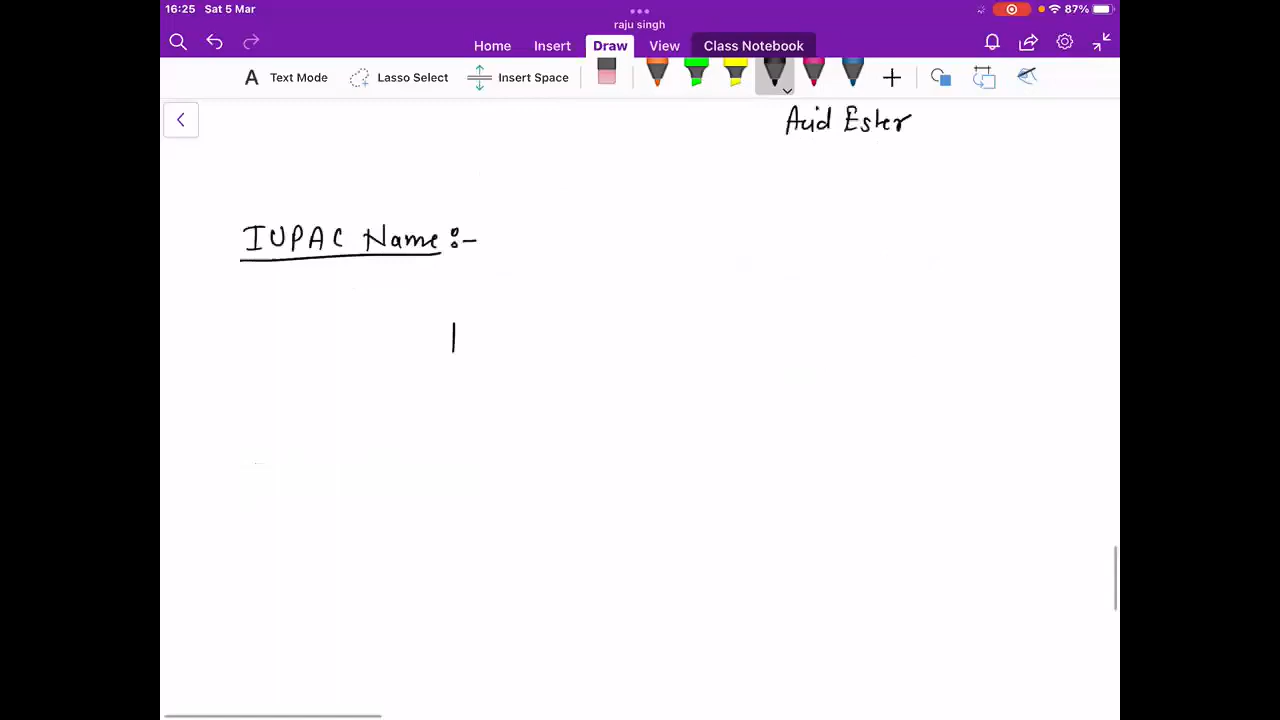 16:25 Sat 5 Mar
87%
raju singh
Home Insert Draw View Class Notebook
A Text Mode Lasso Select Insert Space
Acid Ester
IUPAC Name :-